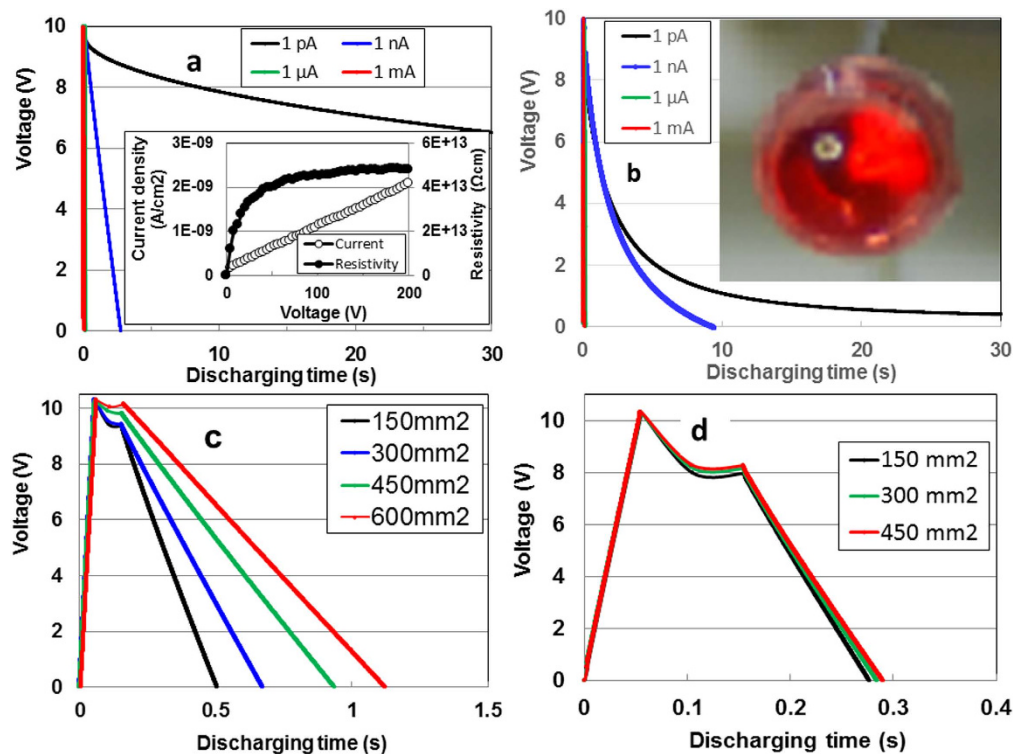 10
8
6
4
2
0
Voltage (V)
a
1 pA
1 nA
1 µA
1 mA
3E-09
2E-09
1E-09
0
Current density
(A/cm2)
6E+13
4E+13
2E+13
0
Resistivity (Ωcm)
Current
Resistivity
0
100
200
Voltage (V)
0
10
20
30
Discharging time (s)
10
8
6
4
2
0
Voltage (V)
b
1 pA
1 nA
1 µA
1 mA
0
10
20
30
Discharging time (s)
10
8
6
4
2
0
Voltage (V)
c
150mm2
300mm2
450mm2
600mm2
0
0.5
1
1.5
Discharging time (s)
10
8
6
4
2
0
Voltage (V)
d
150 mm2
300 mm2
450 mm2
0
0.1
0.2
0.3
0.4
Discharging time (s)